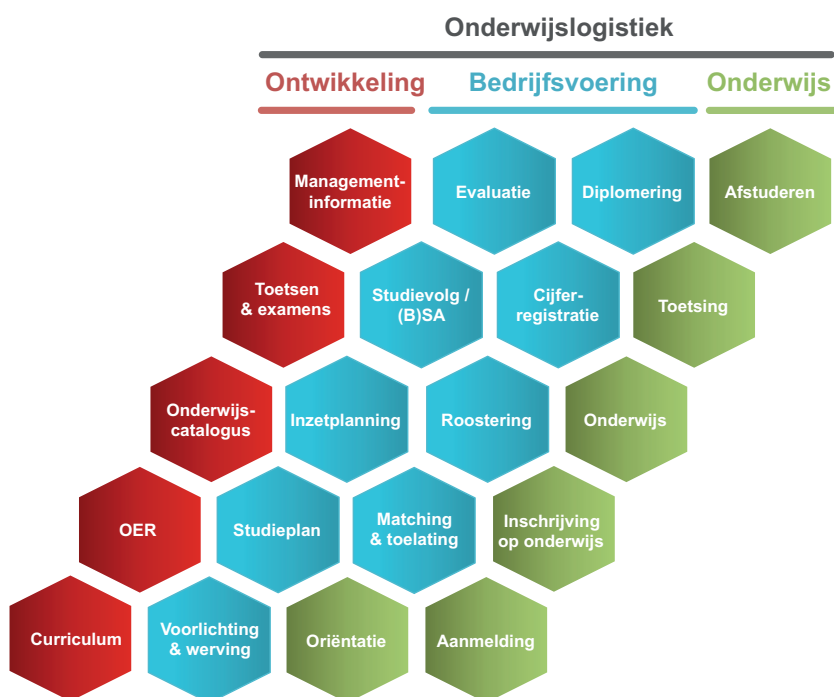 Onderwijslogistiek
Ontwikkeling
Bedrijfsvoering
Onderwijs
Management-
informatie
Evaluatie
Diplomering
Afstuderen
Toetsen
& examens
Studievolg /
(B)SA
Cijfer-
registratie
Toetsing
Onderwijs-
catalogus
Inzetplanning
Roostering
Onderwijs
OER
Studieplan
Matching
& toelating
Inschrijving
op onderwijs
Curriculum
Voorlichting
& werving
Oriëntatie
Aanmelding